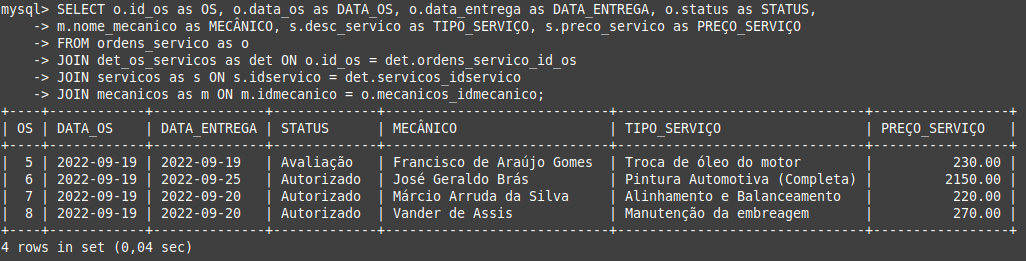 mysql> SELECT o.id_os as OS, o.data_os as DATA_OS, o.data_entrega as DATA_ENTREGA, o.status as STATUS,
    -> m.nome_mecanico as MECÂNICO, s.desc_servico as TIPO_SERVIÇO, s.preco_servico as PREÇO_SERVIÇO
    -> FROM ordens_servico as o
    -> JOIN det_os_servicos as det ON o.id_os = det.ordens_servico_id_os
    -> JOIN servicos as s ON s.idservico = det.servicos_idservico
    -> JOIN mecanicos as m ON m.idmecanico = o.mecanicos_idmecanico;
+----+------------+--------------+------------+----------------------------+-------------------------------+-----------------+
| OS | DATA_OS    | DATA_ENTREGA | STATUS     | MECÂNICO                   | TIPO_SERVIÇO                  | PREÇO_SERVIÇO   |
+----+------------+--------------+------------+----------------------------+-------------------------------+-----------------+
|  5 | 2022-09-19 | 2022-09-19   | Avaliação  | Francisco de Araújo Gomes  | Troca de óleo do motor        |          230.00 |
|  6 | 2022-09-19 | 2022-09-25   | Autorizado | José Geraldo Brás          | Pintura Automotiva (Completa) |         2150.00 |
|  7 | 2022-09-19 | 2022-09-20   | Autorizado | Márcio Arruda da Silva     | Alinhamento e Balanceamento   |          220.00 |
|  8 | 2022-09-19 | 2022-09-20   | Autorizado | Vander de Assis            | Manutenção da embreagem       |          270.00 |
+----+------------+--------------+------------+----------------------------+-------------------------------+-----------------+
4 rows in set (0,04 sec)